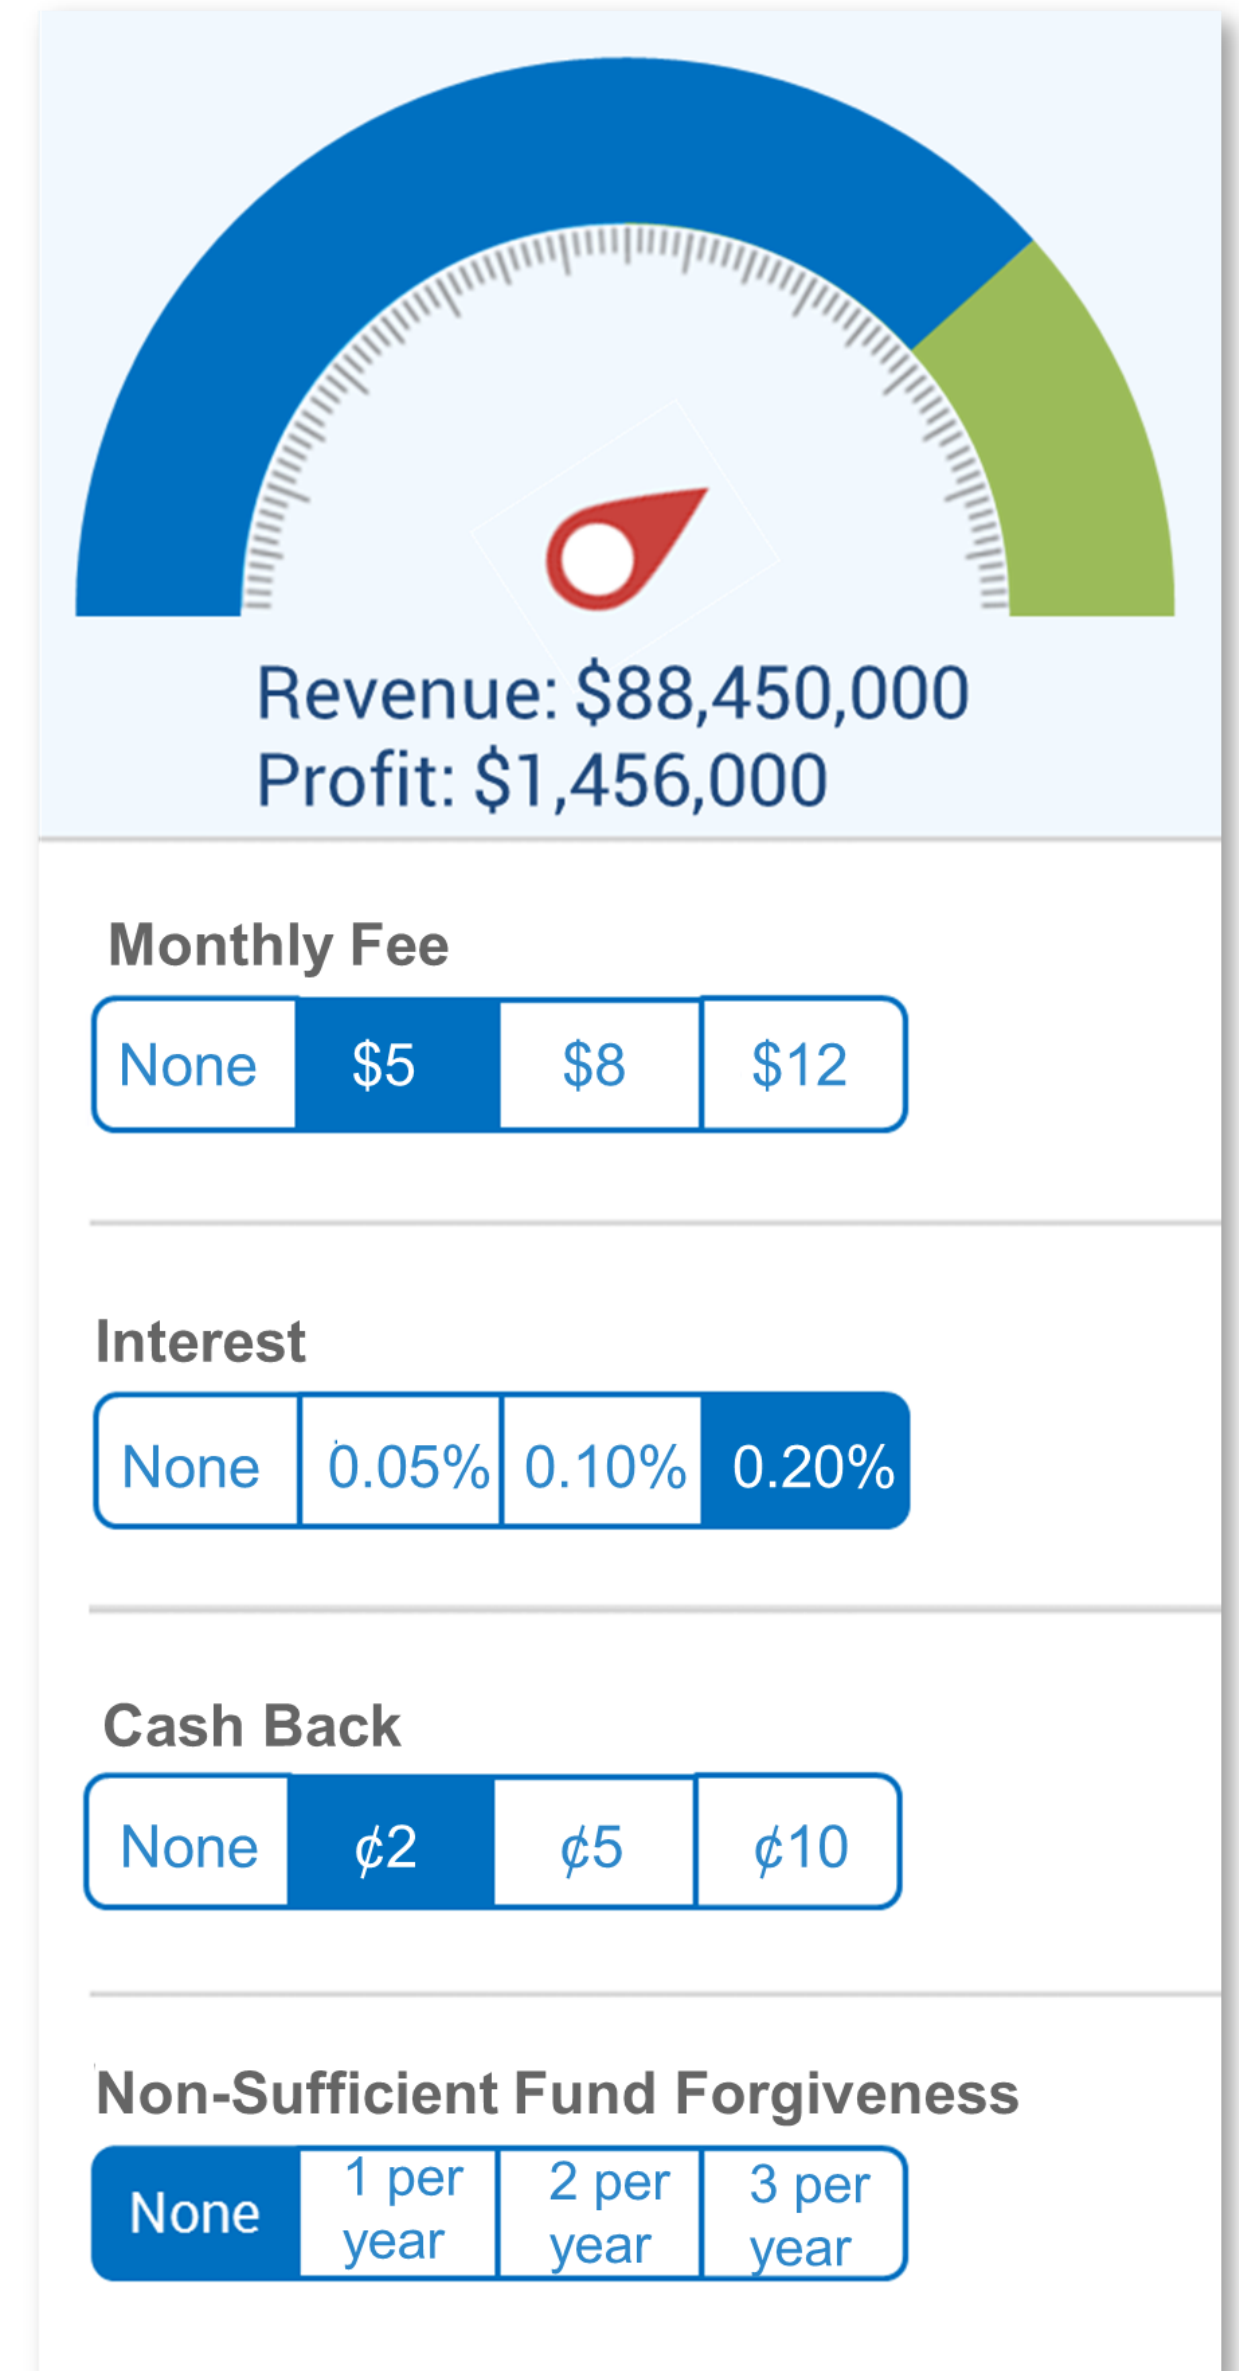 Revenue: $88,450,000
Profit: $1,456,000
Monthly Fee
None $5 $8 $12
Interest
None 0.05% 0.10% 0.20%
Cash Back
None ¢2 ¢5 ¢10
Non-Sufficient Fund Forgiveness
None
1 per
year
2 per
year
3 per
year